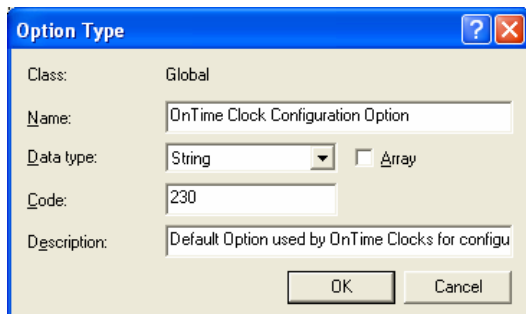 Option Type
Class: Global
Name: OnTime Clock Configuration Option
Data type: String Array
Code: 230
Description: Default Option used by OnTime Clocks for configu
OK Cancel